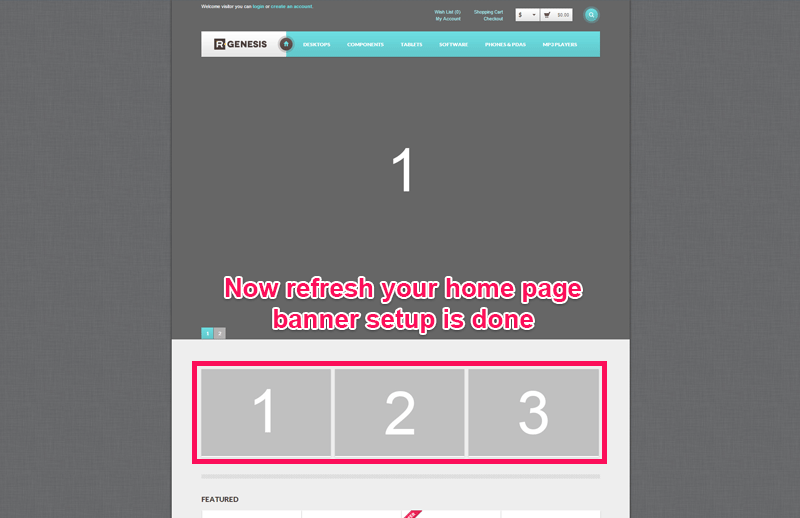 Welcome visitor you can login or create an account.
Wish List (0)
Shopping Cart
My Account
Checkout
$
$0.00
R GENESIS
DESKTOPS COMPONENTS TABLETS SOFTWARE PHONES & PDAS MP3 PLAYERS
1
Now refresh your home page
banner setup is done
1 2
1 2 3
FEATURED